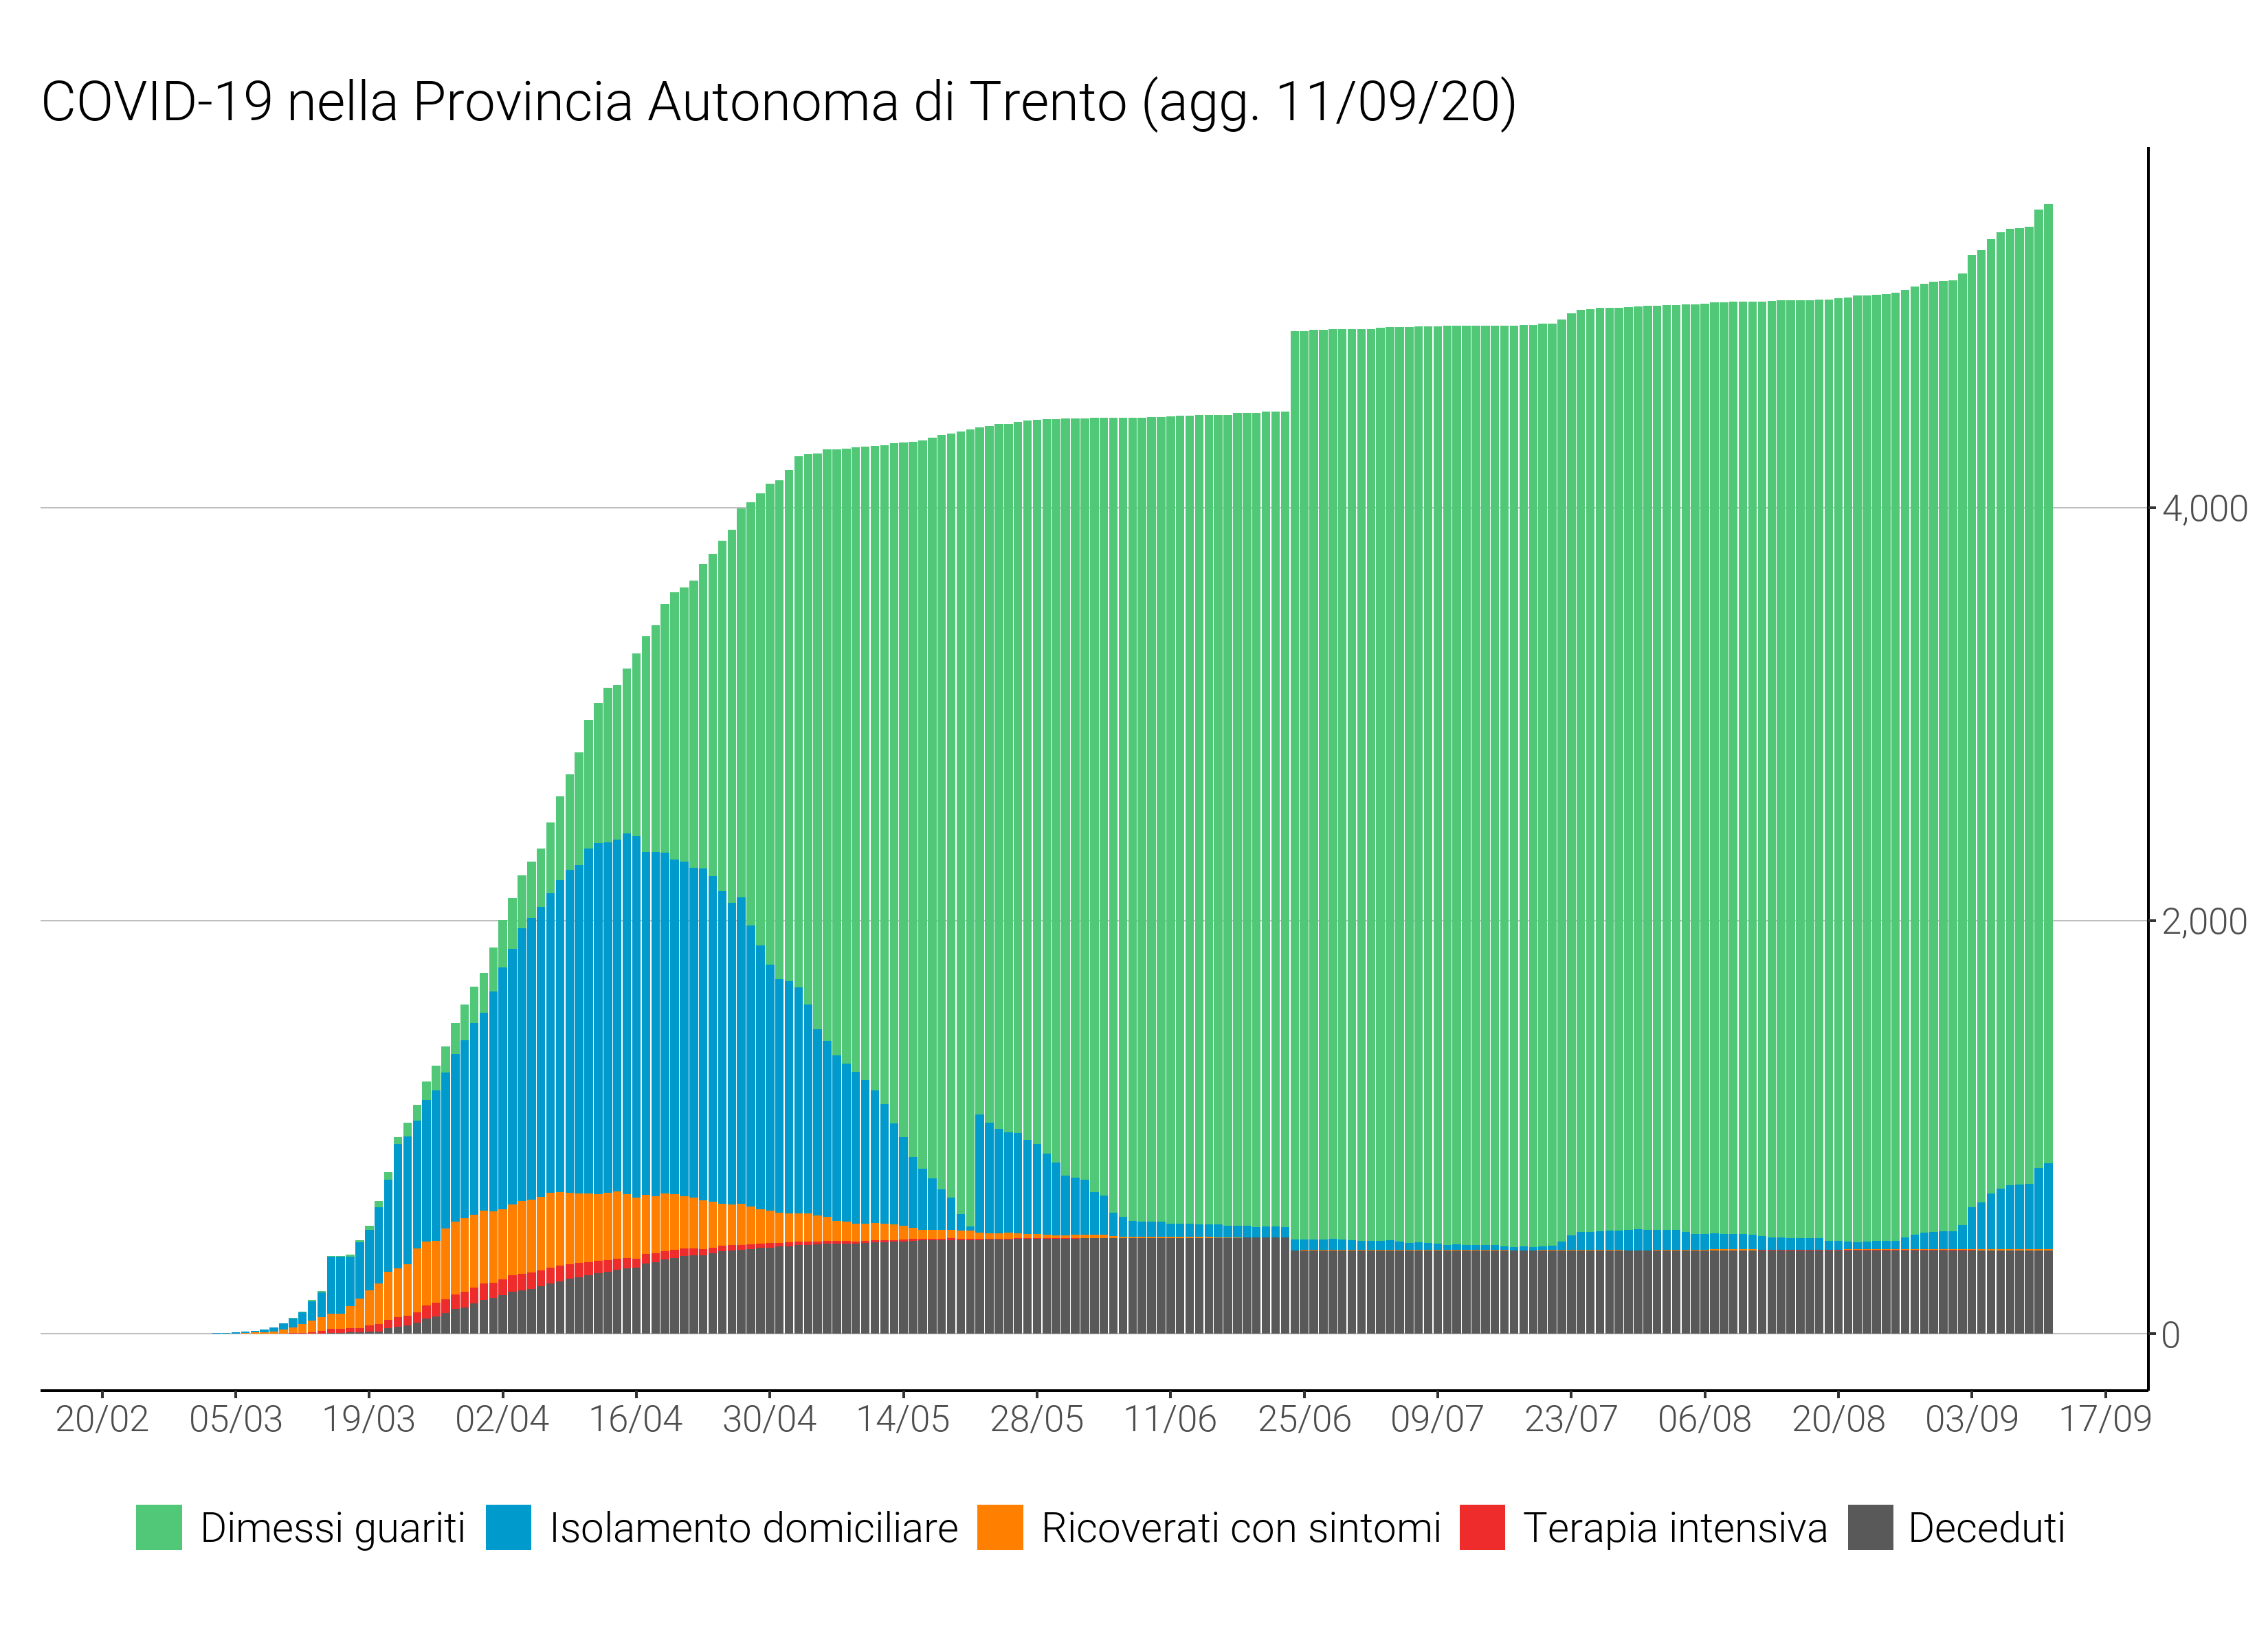 COVID-19 nella Provincia Autonoma di Trento (agg. 11/09/20)
4,000
2,000
0
20/02 05/03 19/03 02/04 16/04 30/04 14/05 28/05 11/06 25/06 09/07 23/07 06/08 20/08 03/09 17/09
Dimessi guariti Isolamento domiciliare Ricoverati con sintomi Terapia intensiva Deceduti